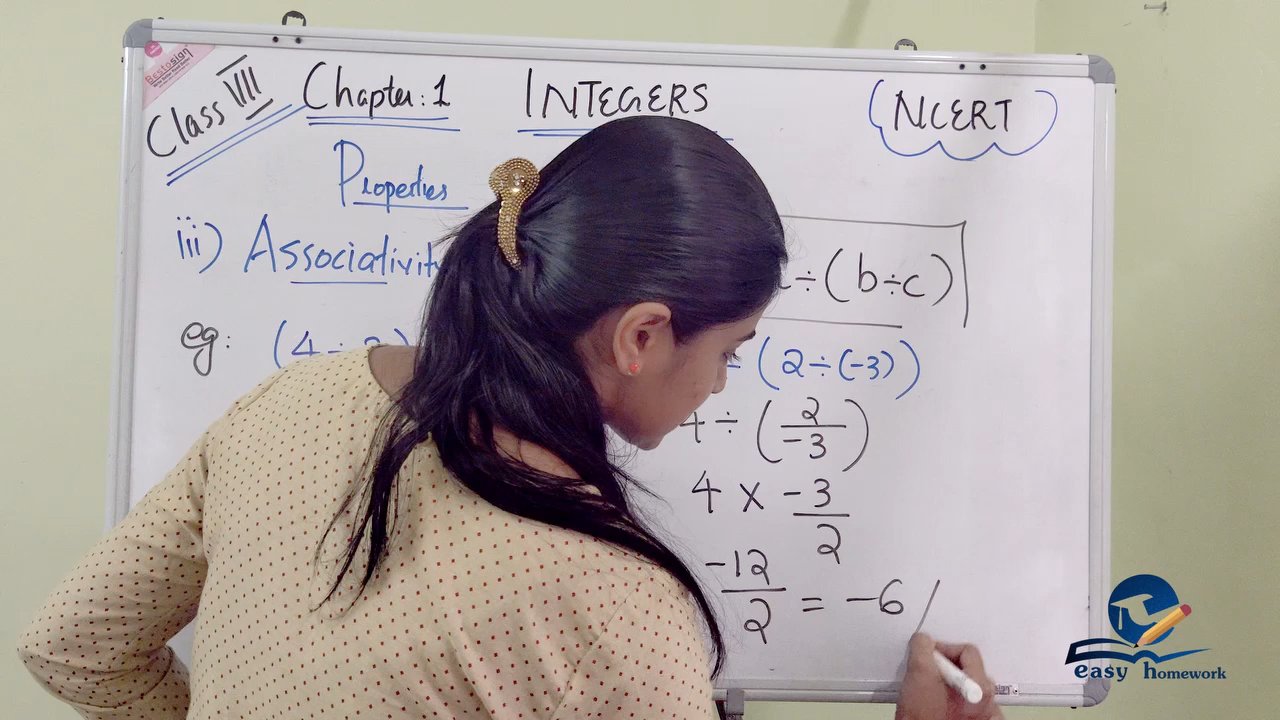 Bestosign
Class VIII Chapter: 1 INTEGERS (NCERT)
Properties
iii) Associativity
÷ (b÷c)
eg: (4 ÷
(2 ÷ (-3))
4 ÷ (2/-3)
4 × -3/2
-12/2 = -6 /
easy homework